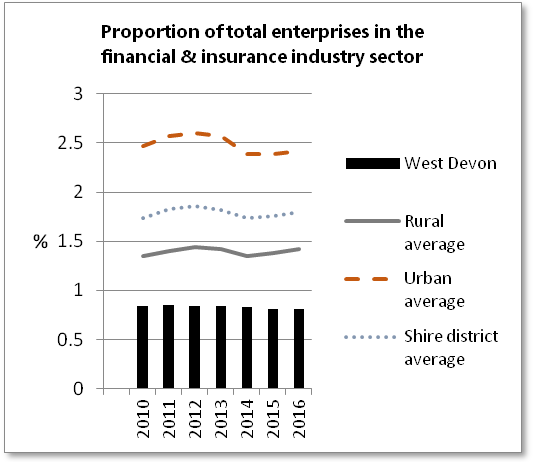 Proportion of total enterprises in the
financial & insurance industry sector
3
2.5
2
1.5
1
0.5
0
%
2010
2011
2012
2013
2014
2015
2016
West Devon
Rural
average
Urban
average
Shire district
average